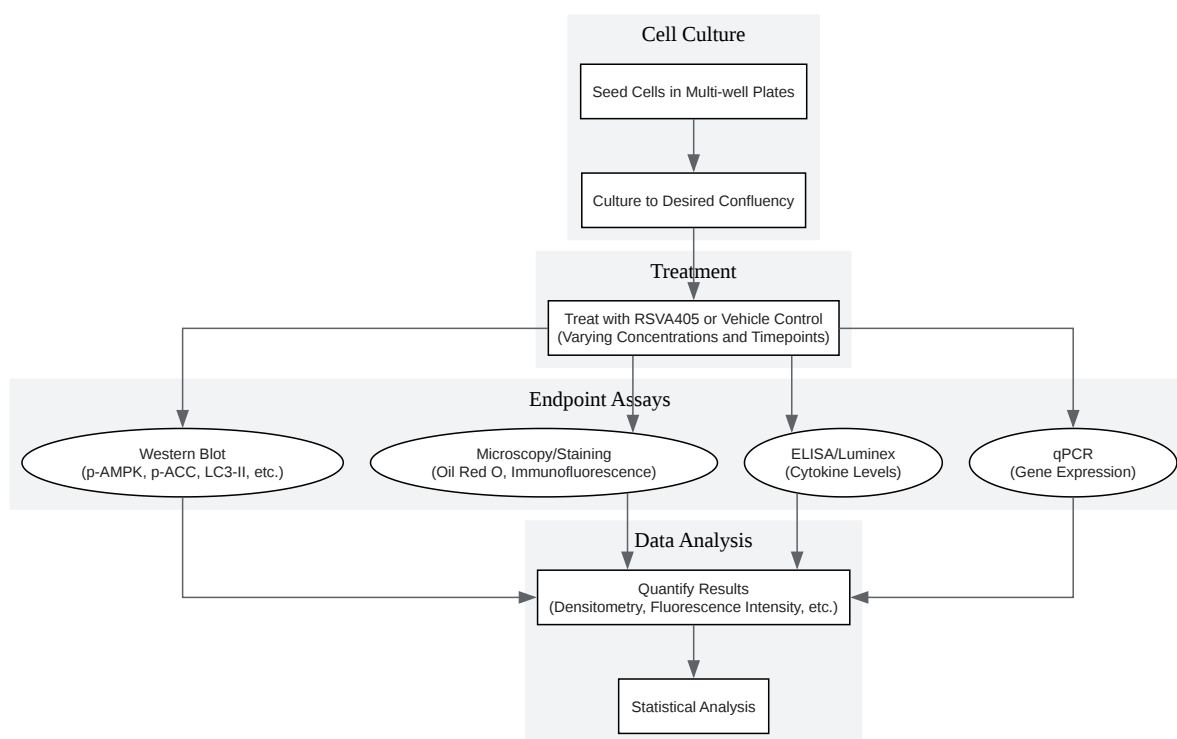 Cell Culture
Seed Cells in Multi-well Plates
Culture to Desired Confluency
Treatment
Treat with RSVA405 or Vehicle Control
(Varying Concentrations and Timepoints)
Endpoint Assays
Western Blot
(p-AMPK, p-ACC, LC3-II, etc.)
Microscopy/Staining
(Oil Red O, Immunofluorescence)
ELISA/Luminex
(Cytokine Levels)
qPCR
(Gene Expression)
Data Analysis
Quantify Results
(Densitometry, Fluorescence Intensity, etc.)
Statistical Analysis